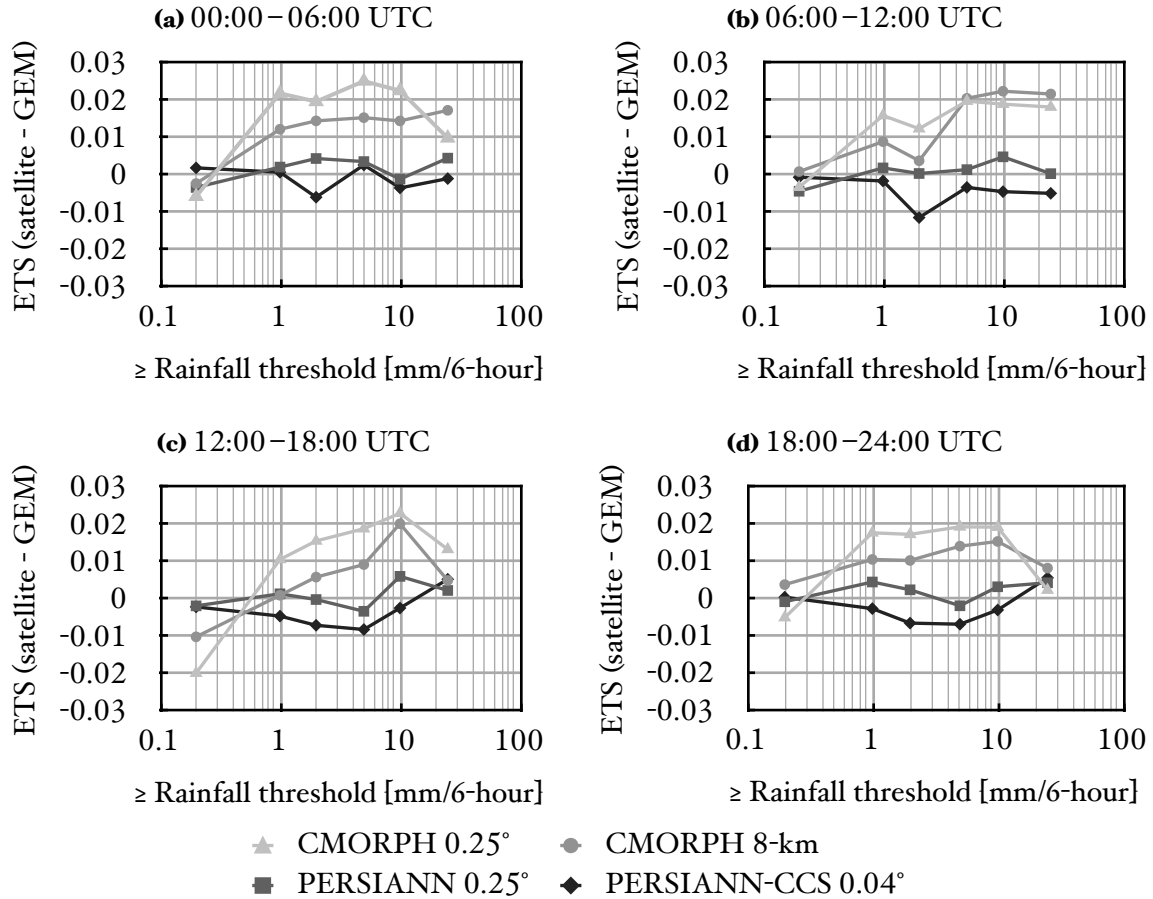 (a) 00:00–06:00 UTC
ETS (satellite - GEM)
0.03
0.02
0.01
0
-0.01
-0.02
-0.03
0.1 1 10 100
≥ Rainfall threshold [mm/6-hour]
(b) 06:00–12:00 UTC
ETS (satellite - GEM)
0.03
0.02
0.01
0
-0.01
-0.02
-0.03
0.1 1 10 100
≥ Rainfall threshold [mm/6-hour]
(c) 12:00–18:00 UTC
ETS (satellite - GEM)
0.03
0.02
0.01
0
-0.01
-0.02
-0.03
0.1 1 10 100
≥ Rainfall threshold [mm/6-hour]
(d) 18:00–24:00 UTC
ETS (satellite - GEM)
0.03
0.02
0.01
0
-0.01
-0.02
-0.03
0.1 1 10 100
≥ Rainfall threshold [mm/6-hour]
CMORPH 0.25° CMORPH 8-km
PERSIANN 0.25° PERSIANN-CCS 0.04°